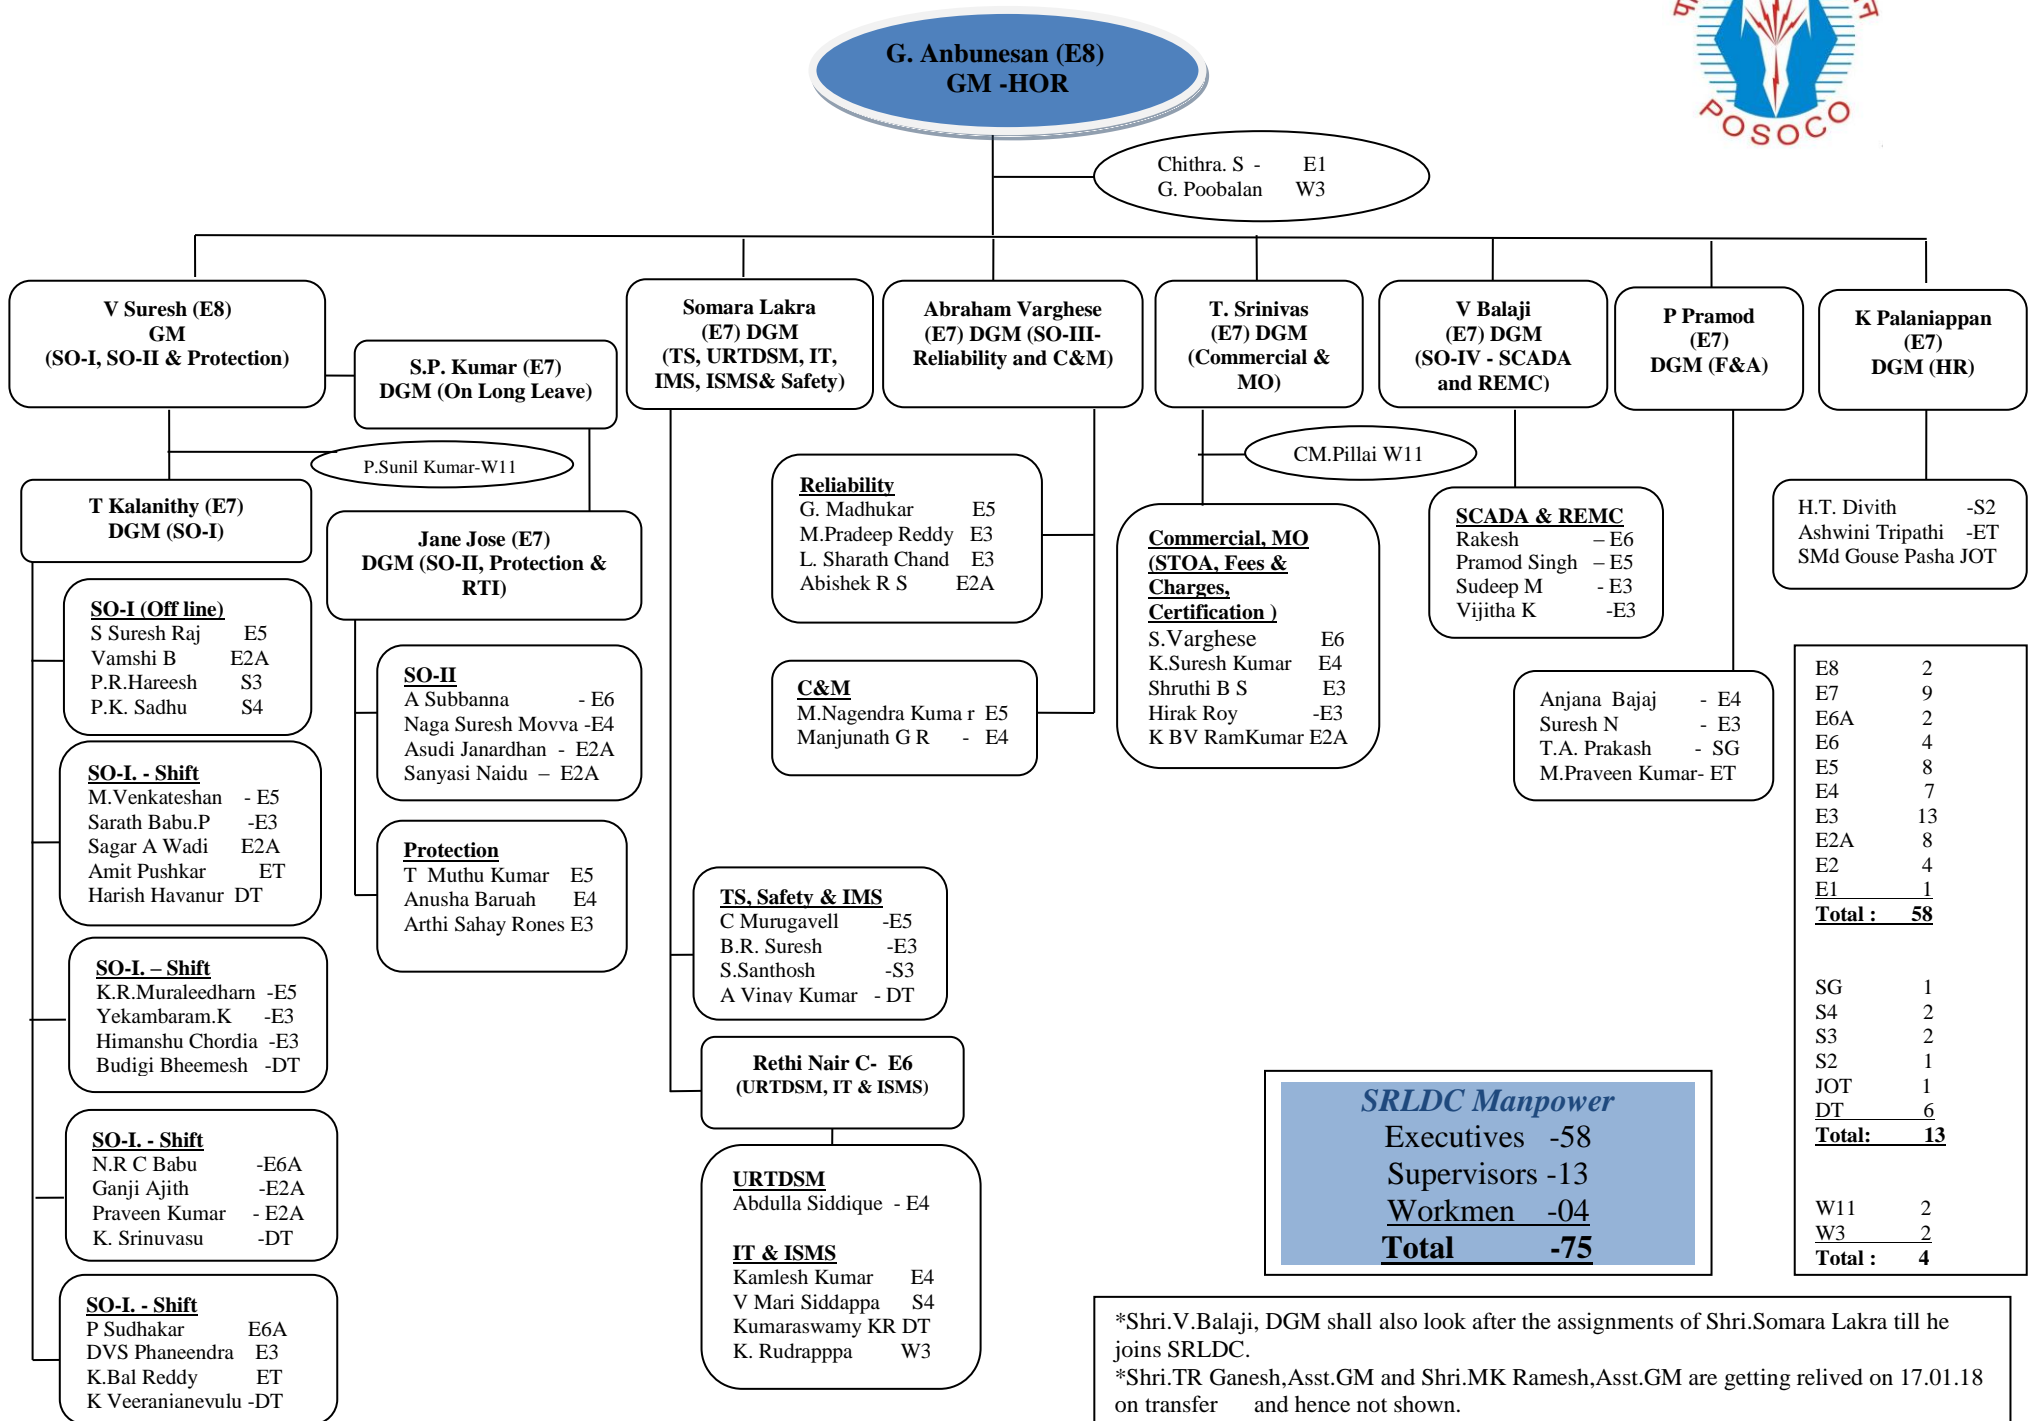 G. Anbunesan (E8)
GM -HOR
POSOCO
Chithra. S - E1
G. Poobalan W3
V Suresh (E8)
GM
(SO-I, SO-II & Protection)
S.P. Kumar (E7)
DGM (On Long Leave)
Somara Lakra
(E7) DGM
(TS, URTDSM, IT,
IMS, ISMS& Safety)
Abraham Varghese
(E7) DGM (SO-III-
Reliability and C&M)
T. Srinivas
(E7) DGM
(Commercial &
MO)
V Balaji
(E7) DGM
(SO-IV - SCADA
and REMC)
P Pramod
(E7)
DGM (F&A)
K Palaniappan
(E7)
DGM (HR)
P.Sunil Kumar-W11
CM.Pillai W11
T Kalanithy (E7)
DGM (SO-I)
Jane Jose (E7)
DGM (SO-II, Protection &
RTI)
SO-I (Off line)
S Suresh Raj E5
Vamshi B E2A
P.R.Hareesh S3
P.K. Sadhu S4
SO-I. - Shift
M.Venkateshan - E5
Sarath Babu.P -E3
Sagar A Wadi E2A
Amit Pushkar ET
Harish Havanur DT
SO-I. – Shift
K.R.Muraleedharn -E5
Yekambaram.K -E3
Himanshu Chordia -E3
Budigi Bheemesh -DT
SO-I. - Shift
N.R C Babu -E6A
Ganji Ajith -E2A
Praveen Kumar - E2A
K. Srinuvasu -DT
SO-I. - Shift
P Sudhakar E6A
DVS Phaneendra E3
K.Bal Reddy ET
K Veeranjanevulu -DT
SO-II
A Subbanna - E6
Naga Suresh Movva -E4
Asudi Janardhan - E2A
Sanyasi Naidu – E2A
Protection
T Muthu Kumar E5
Anusha Baruah E4
Arthi Sahay Rones E3
TS, Safety & IMS
C Murugavell -E5
B.R. Suresh -E3
S.Santhosh -S3
A Vinay Kumar - DT
Rethi Nair C- E6
(URTDSM, IT & ISMS)
URTDSM
Abdulla Siddique - E4
IT & ISMS
Kamlesh Kumar E4
V Mari Siddappa S4
Kumaraswamy KR DT
K. Rudrapppa W3
Reliability
G. Madhukar E5
M.Pradeep Reddy E3
L. Sharath Chand E3
Abishek R S E2A
C&M
M.Nagendra Kuma r E5
Manjunath G R - E4
Commercial, MO
(STOA, Fees &
Charges,
Certification )
S.Varghese E6
K.Suresh Kumar E4
Shruthi B S E3
Hirak Roy -E3
K BV RamKumar E2A
SCADA & REMC
Rakesh – E6
Pramod Singh – E5
Sudeep M - E3
Vijitha K -E3
Anjana Bajaj - E4
Suresh N - E3
T.A. Prakash - SG
M.Praveen Kumar- ET
H.T. Divith -S2
Ashwini Tripathi -ET
SMd Gouse Pasha JOT
E8 2
E7 9
E6A 2
E6 4
E5 8
E4 7
E3 13
E2A 8
E2 4
E1 1
Total : 58
SG 1
S4 2
S3 2
S2 1
JOT 1
DT 6
Total: 13
W11 2
W3 2
Total : 4
SRLDC Manpower
Executives -58
Supervisors -13
Workmen -04
Total -75
*Shri.V.Balaji, DGM shall also look after the assignments of Shri.Somara Lakra till he
joins SRLDC.
*Shri.TR Ganesh,Asst.GM and Shri.MK Ramesh,Asst.GM are getting relived on 17.01.18
on transfer and hence not shown.